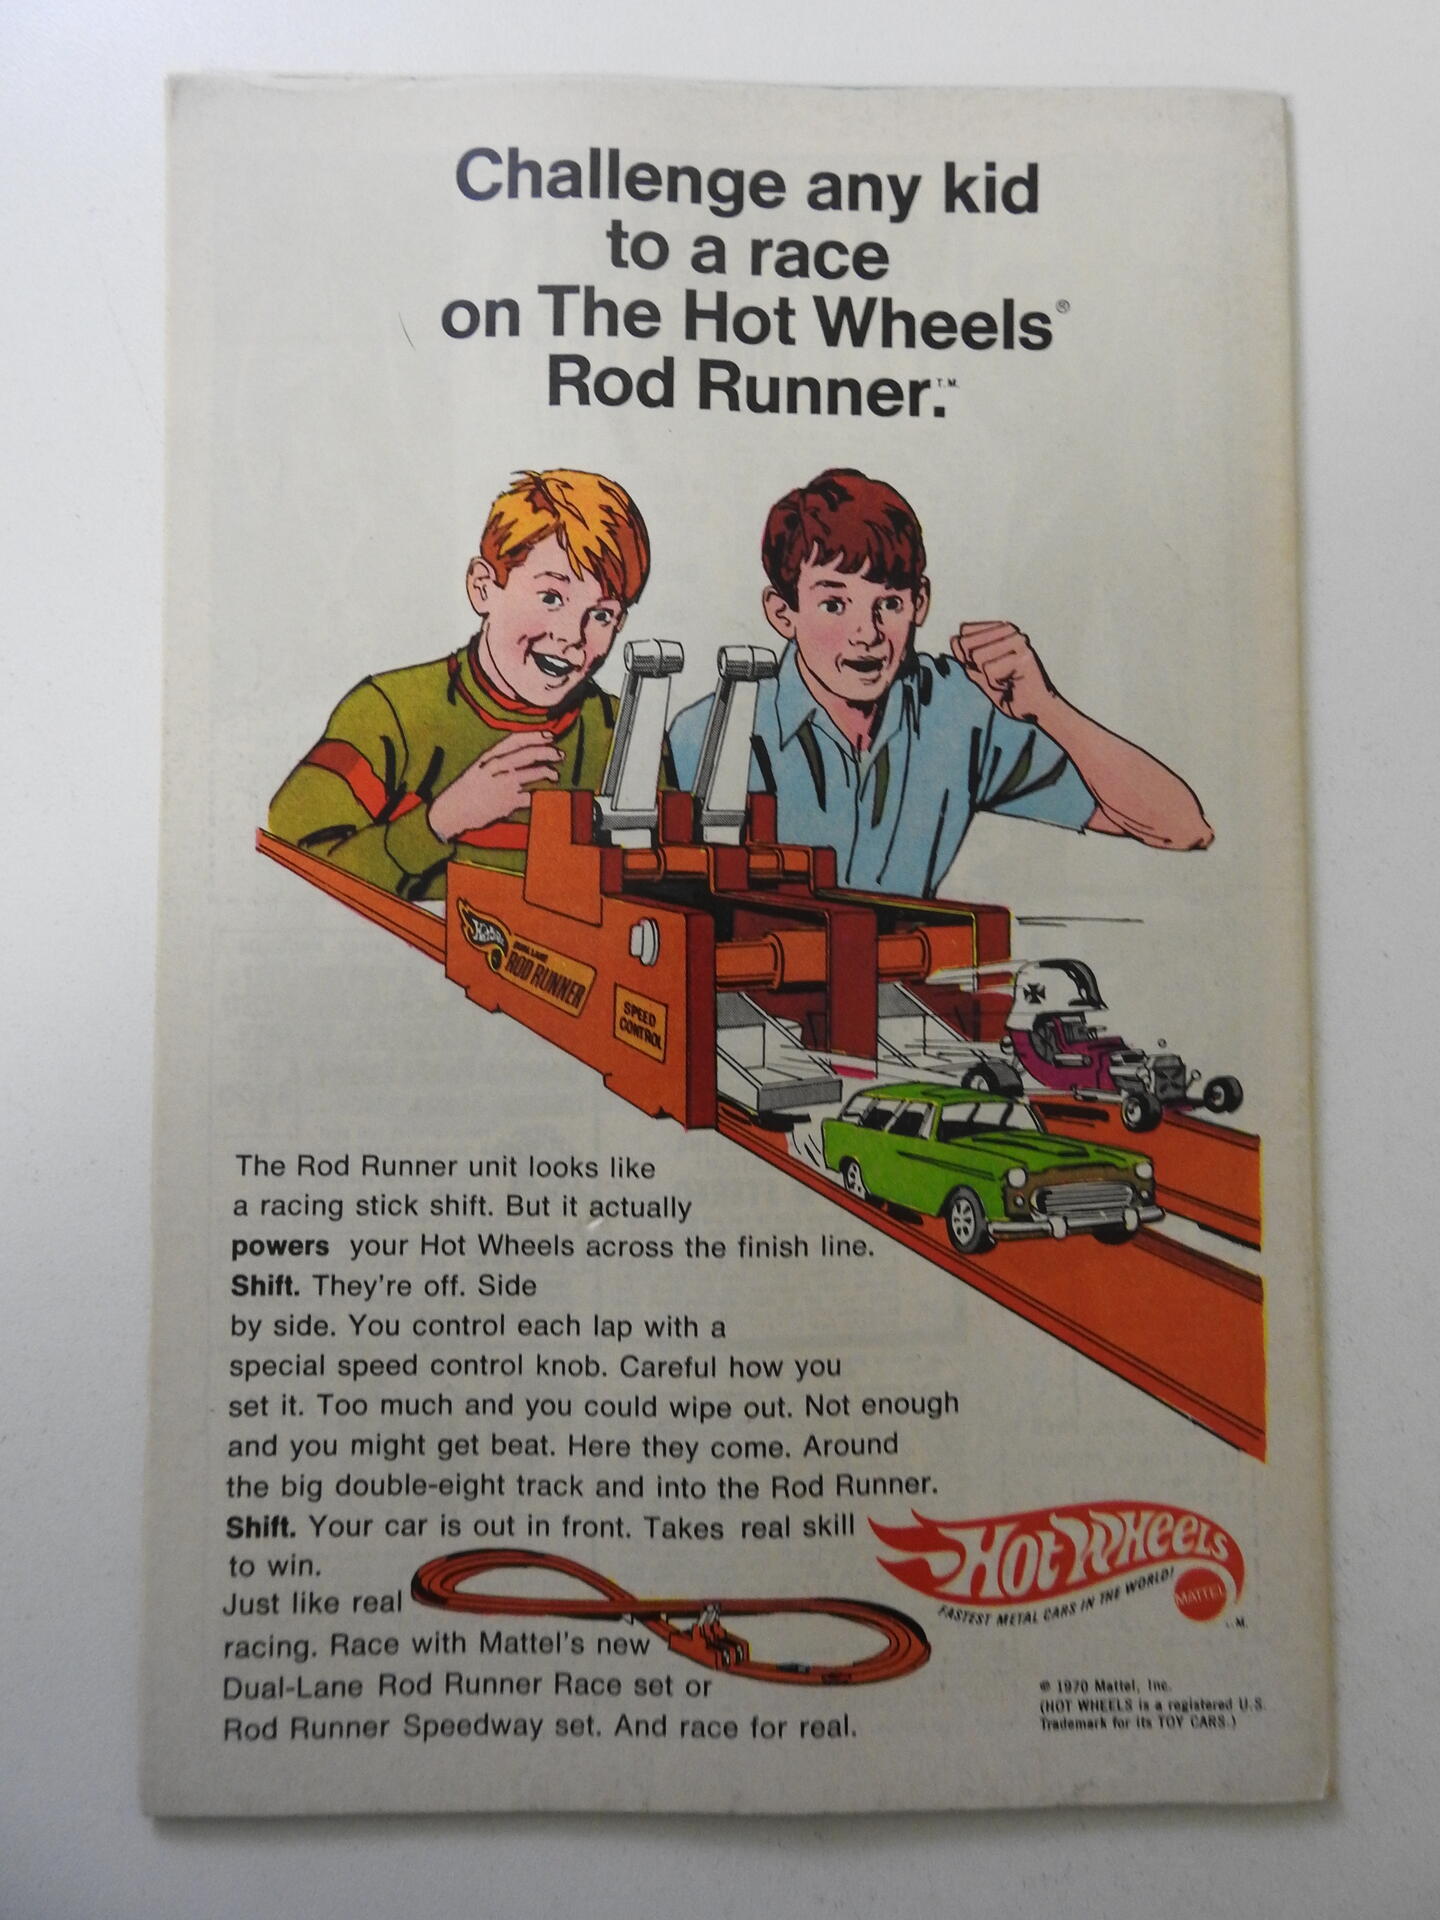 Challenge any kid
to a race
on The Hot Wheels®
Rod Runner.T.M.
HOT WHEELS
DUAL LANE
ROD RUNNER
SPEED
CONTROL
The Rod Runner unit looks like
a racing stick shift. But it actually
powers your Hot Wheels across the finish line.
Shift. They're off. Side
by side. You control each lap with a
special speed control knob. Careful how you
set it. Too much and you could wipe out. Not enough
and you might get beat. Here they come. Around
the big double-eight track and into the Rod Runner.
Shift. Your car is out in front. Takes real skill
to win.
Just like real
racing. Race with Mattel's new
Dual-Lane Rod Runner Race set or
Rod Runner Speedway set. And race for real.
HOT WHEELS
FASTEST METAL CARS IN THE WORLD!
MATTEL
T.M.
© 1970 Mattel, Inc.
(HOT WHEELS is a registered U.S.
Trademark for its TOY CARS.)